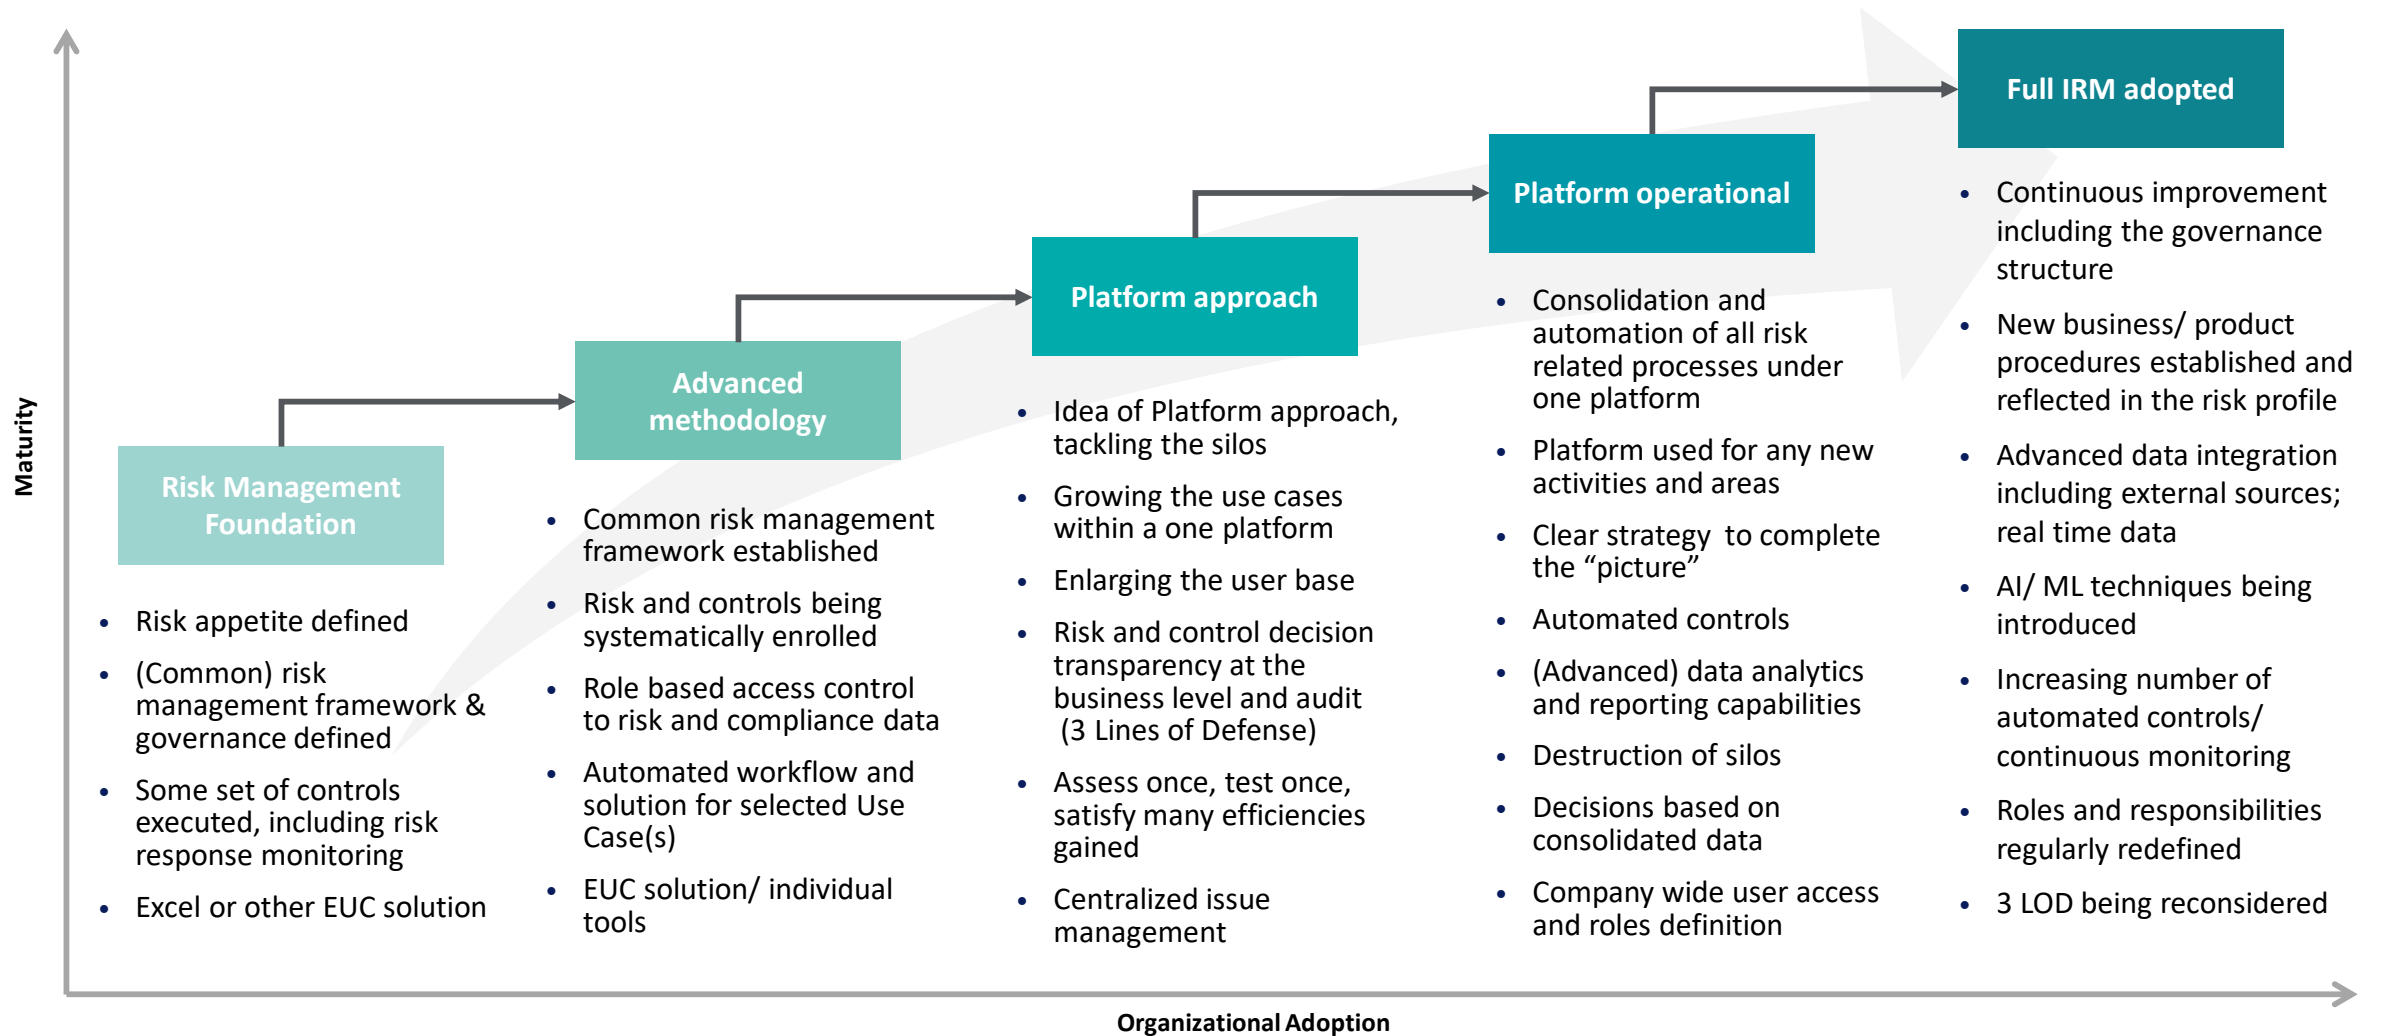 Maturity
Risk Management
Foundation
• Risk appetite defined
• (Common) risk
management framework &
governance defined
• Some set of controls
executed, including risk
response monitoring
• Excel or other EUC solution
Advanced
methodology
• Common risk management
framework established
• Risk and controls being
systematically enrolled
• Role based access control
to risk and compliance data
• Automated workflow and
solution for selected Use
Case(s)
• EUC solution/ individual
tools
Platform approach
• Idea of Platform approach,
tackling the silos
• Growing the use cases
within a one platform
• Enlarging the user base
• Risk and control decision
transparency at the
business level and audit
(3 Lines of Defense)
• Assess once, test once,
satisfy many efficiencies
gained
• Centralized issue
management
Platform operational
• Consolidation and
automation of all risk
related processes under
one platform
• Platform used for any new
activities and areas
• Clear strategy  to complete
the “picture”
• Automated controls
• (Advanced) data analytics
and reporting capabilities
• Destruction of silos
• Decisions based on
consolidated data
• Company wide user access
and roles definition
Full IRM adopted
• Continuous improvement
including the governance
structure
• New business/ product
procedures established and
reflected in the risk profile
• Advanced data integration
including external sources;
real time data
• AI/ ML techniques being
introduced
• Increasing number of
automated controls/
continuous monitoring
• Roles and responsibilities
regularly redefined
• 3 LOD being reconsidered
Organizational Adoption